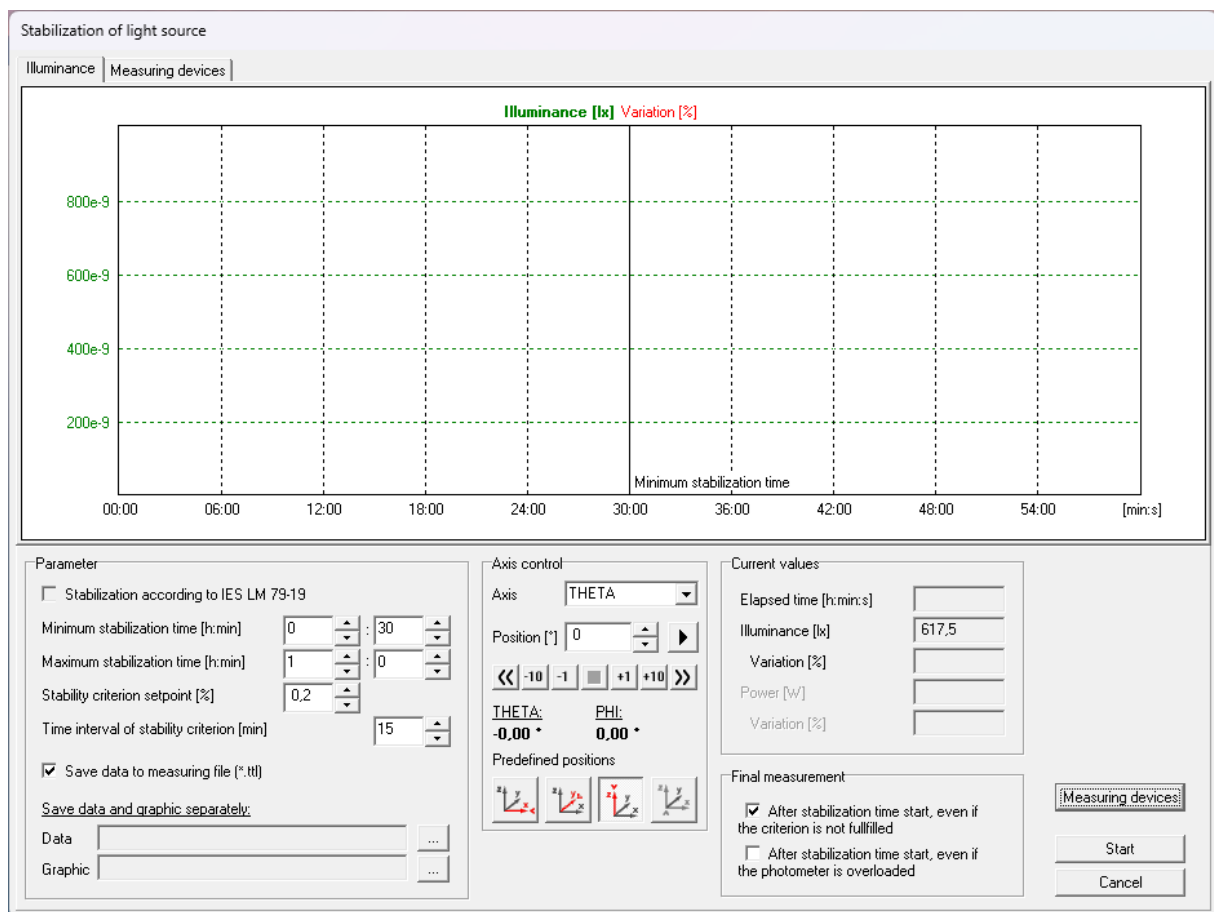 Stabilization of light source
Illuminance
Measuring devices
Illuminance [lx] Variation [%]
800e-9
600e-9
400e-9
200e-9
Minimum stabilization time
00:00 06:00 12:00 18:00 24:00 30:00 36:00 42:00 48:00 54:00 [min:s]
Parameter
Stabilization according to IES LM 79-19
Minimum stabilization time [h:min] 0 : 30
Maximum stabilization time [h:min] 1 : 0
Stability criterion setpoint [%] 0,2
Time interval of stability criterion [min] 15
Save data to measuring file (*.ttl)
Save data and graphic separately:
Data ...
Graphic ...
Axis control
Axis THETA
Position [°] 0
-10 -1 +1 +10
THETA: PHI:
-0,00 ° 0,00 °
Predefined positions
Current values
Elapsed time [h:min:s]
Illuminance [lx] 617,5
Variation [%]
Power [W]
Variation [%]
Final measurement
After stabilization time start, even if
the criterion is not fullfilled
After stabilization time start, even if
the photometer is overloaded
Measuring devices
Start
Cancel